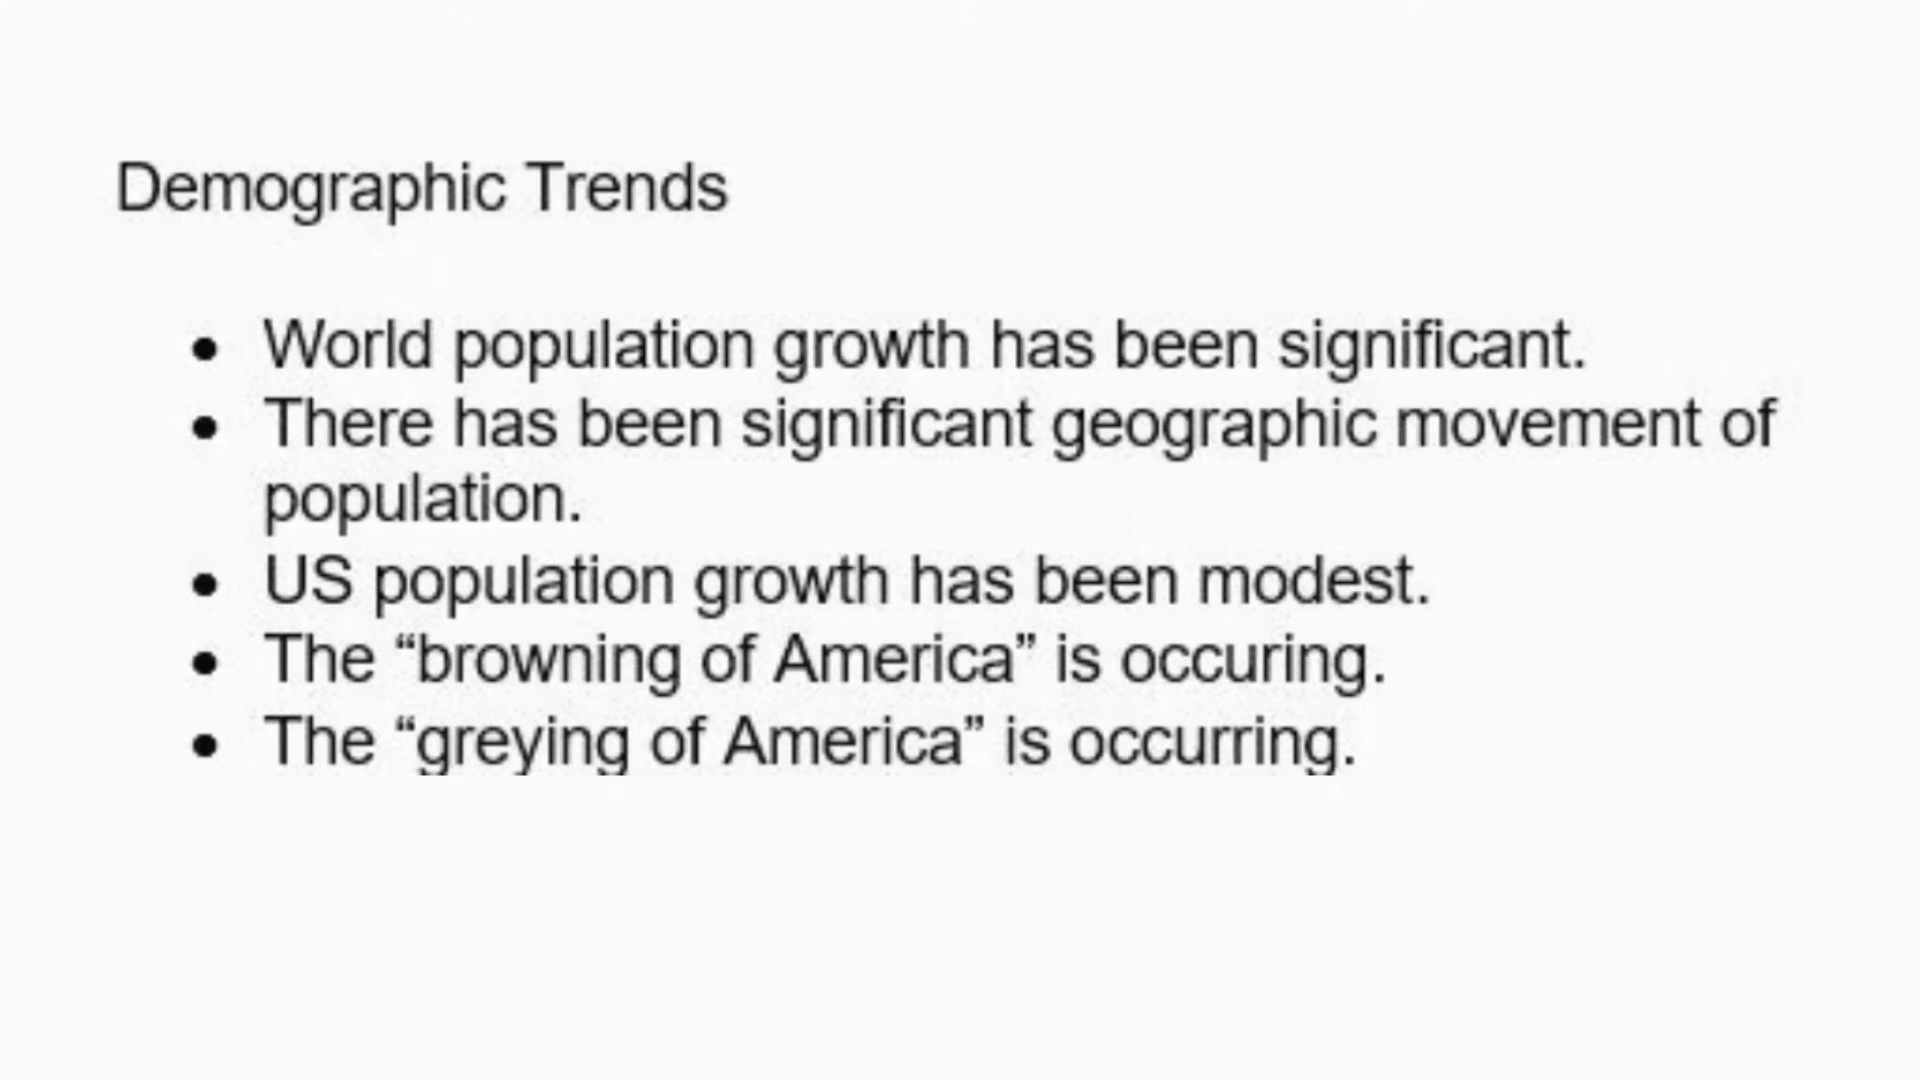 Demographic Trends
● World population growth has been significant.
● There has been significant geographic movement of
population.
● US population growth has been modest.
● The “browning of America” is occuring.
● The “greying of America” is occurring.